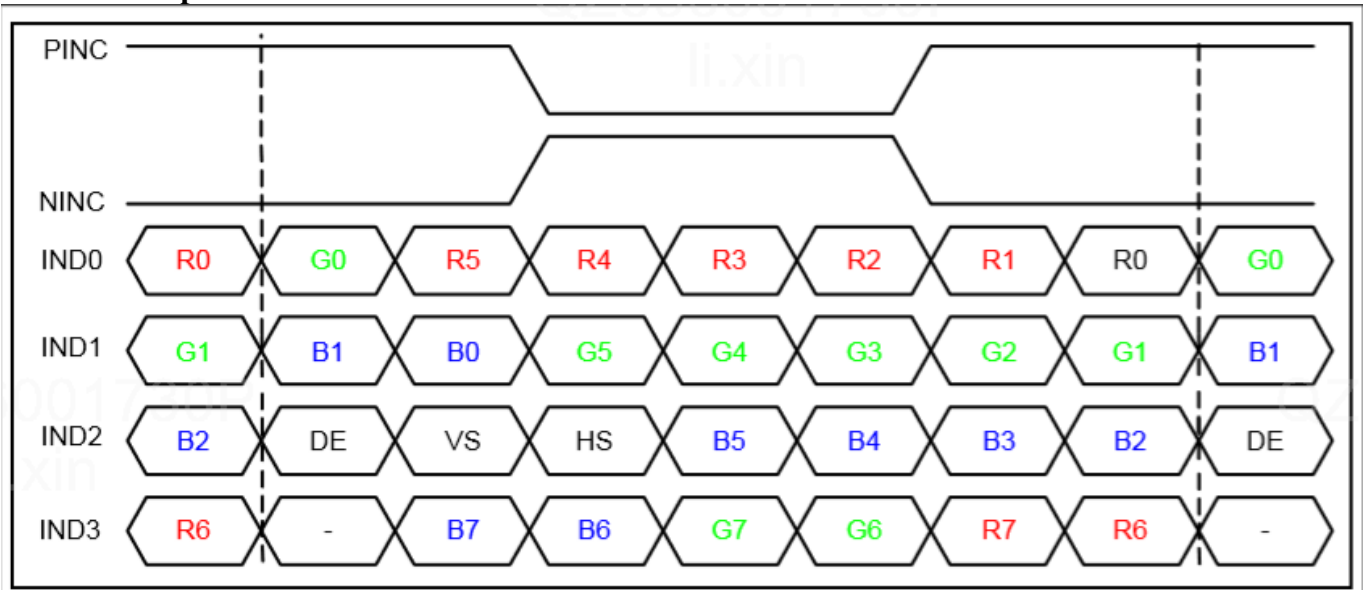 li.xin
PINC
NINC
IND0 R0 G0 R5 R4 R3 R2 R1 R0 G0
IND1 G1 B1 B0 G5 G4 G3 G2 G1 B1
IND2 B2 DE VS HS B5 B4 B3 B2 DE
IND3 R6 - B7 B6 G7 G6 R7 R6 -